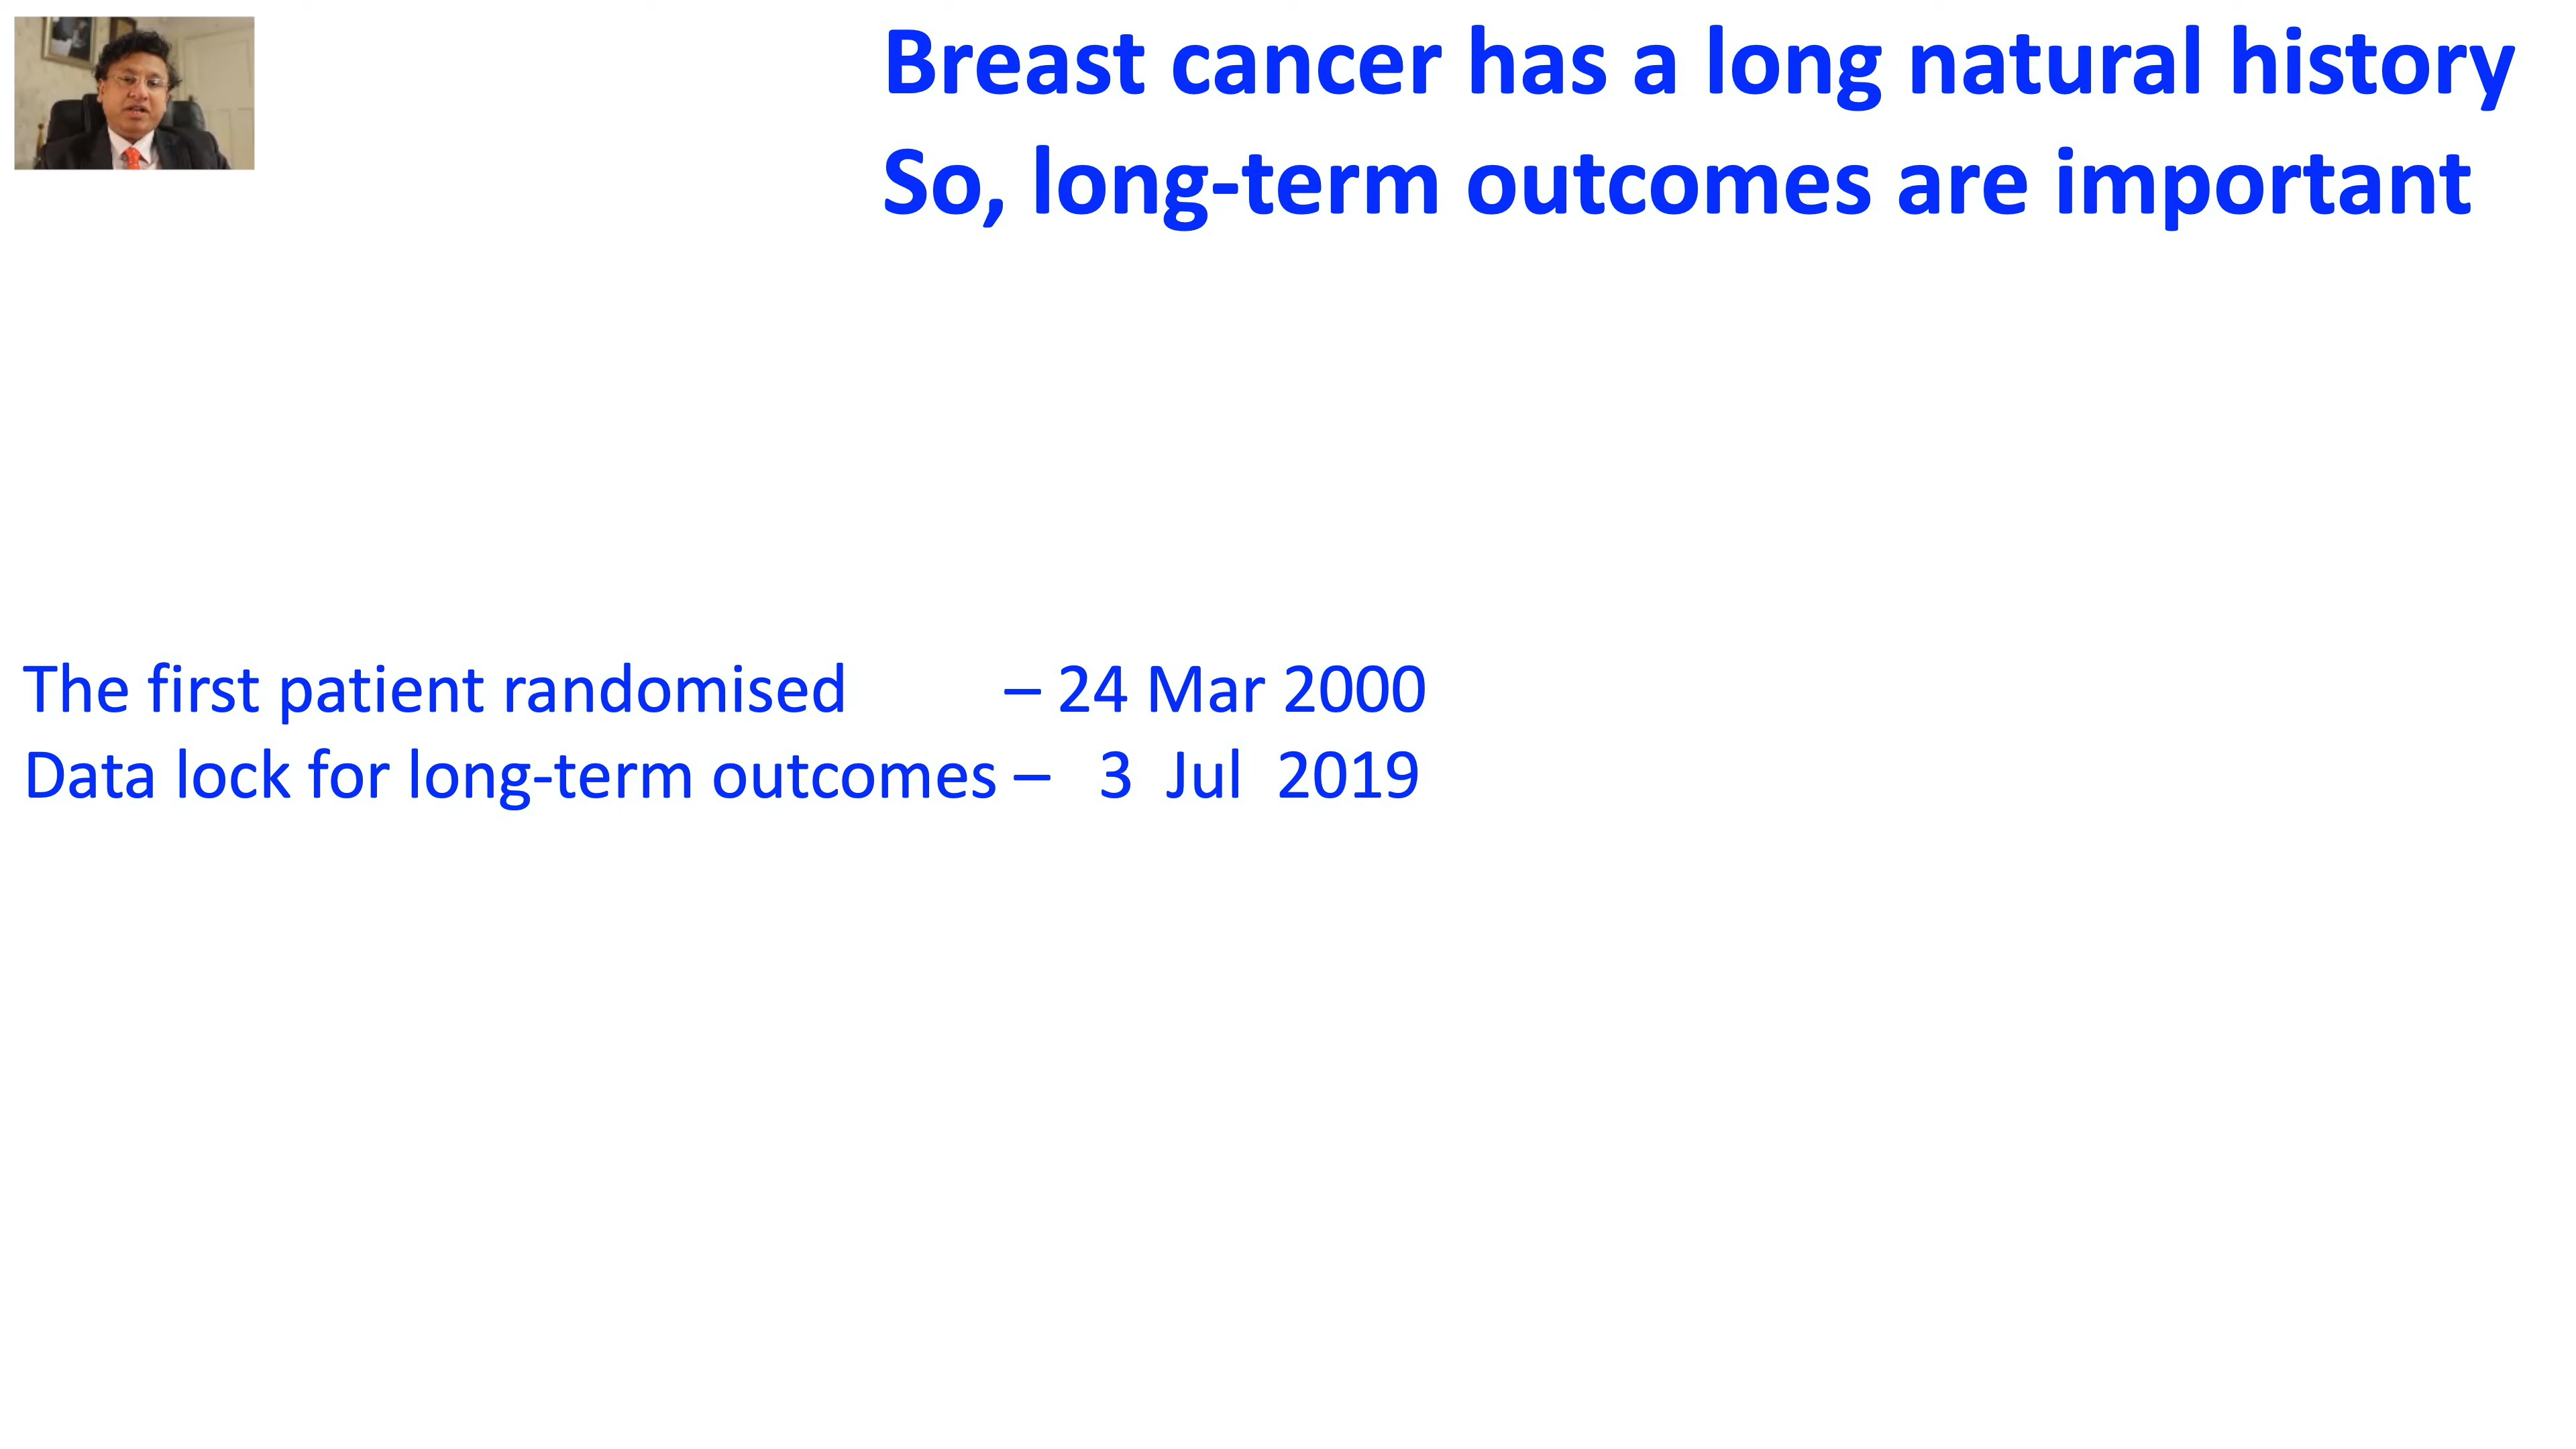 Breast cancer has a long natural history
So, long-term outcomes are important
The first patient randomised – 24 Mar 2000
Data lock for long-term outcomes – 3 Jul 2019